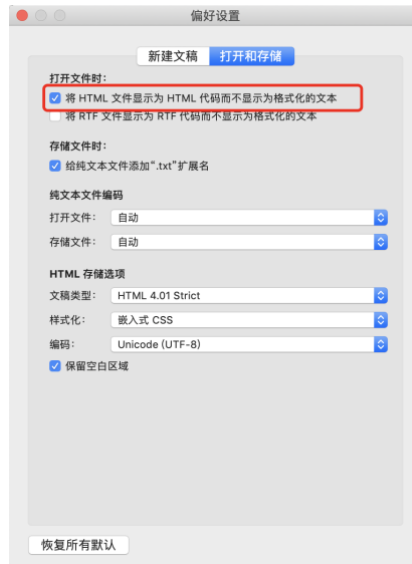 偏好设置
新建文稿 打开和存储
打开文件时:
将 HTML 文件显示为 HTML 代码而不显示为格式化的文本
将 RTF 文件显示为 RTF 代码而不显示为格式化的文本
存储文件时:
给纯文本文件添加“.txt”扩展名
纯文本文件编码
打开文件: 自动
存储文件: 自动
HTML 存储选项
文稿类型: HTML 4.01 Strict
样式化: 嵌入式 CSS
编码: Unicode (UTF-8)
保留空白区域
恢复所有默认